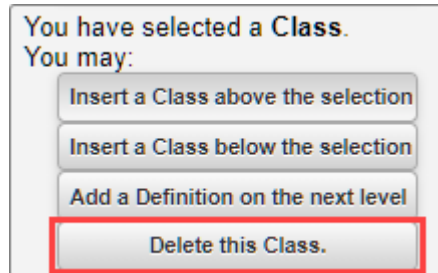 You have selected a Class.
You may:
Insert a Class above the selection
Insert a Class below the selection
Add a Definition on the next level
Delete this Class.